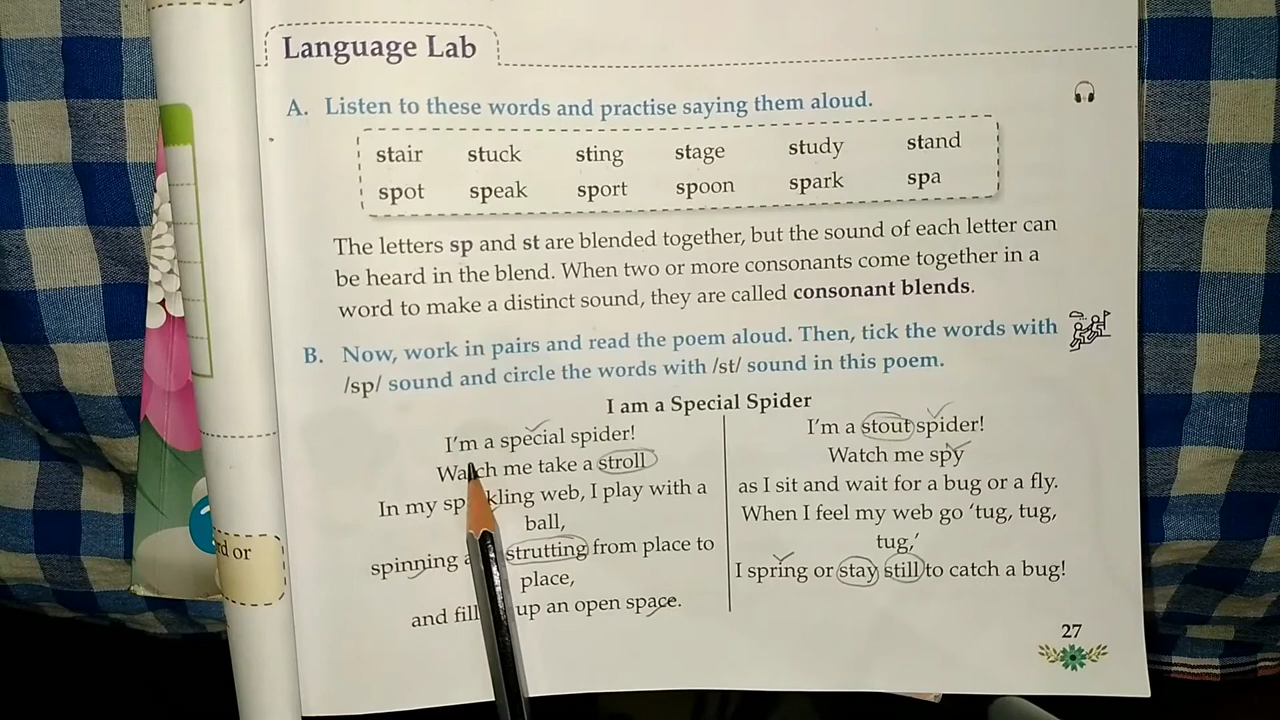 Language Lab
A. Listen to these words and practise saying them aloud.
stair stuck sting stage study stand
spot speak sport spoon spark spa
The letters sp and st are blended together, but the sound of each letter can
be heard in the blend. When two or more consonants come together in a
word to make a distinct sound, they are called consonant blends.
B. Now, work in pairs and read the poem aloud. Then, tick the words with
/sp/ sound and circle the words with /st/ sound in this poem.
I am a Special Spider
I'm a special spider!
Watch me take a stroll
In my sp kling web, I play with a
ball,
spinning a strutting from place to
place,
and fill up an open space.
I'm a stout spider!
Watch me spy
as I sit and wait for a bug or a fly.
When I feel my web go 'tug, tug,
tug,'
I spring or stay still to catch a bug!
27
rd or